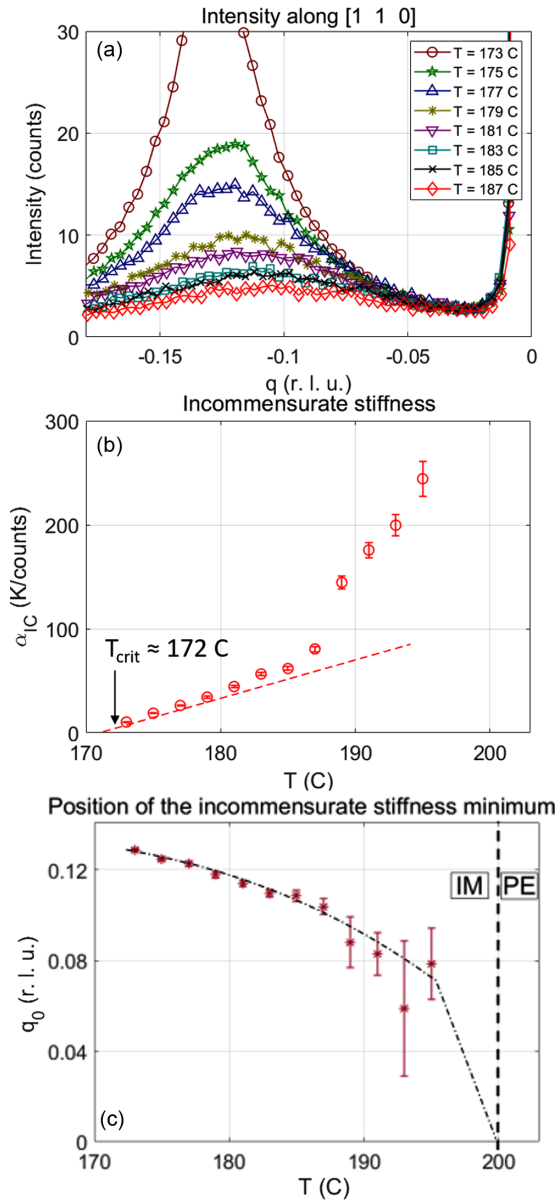 Intensity along [1 1 0]
(a)
Intensity (counts)
30
20
10
0
T = 173 C
T = 175 C
T = 177 C
T = 179 C
T = 181 C
T = 183 C
T = 185 C
T = 187 C
-0.15
-0.1
-0.05
0
q (r. l. u.)
Incommensurate stiffness
(b)
α_IC (K/counts)
300
200
100
0
T_crit ≈ 172 C
170
180
190
200
T (C)
Position of the incommensurate stiffness minimum
q_0 (r. l. u.)
0.12
0.08
0.04
0
IM
PE
(c)
170
180
190
200
T (C)